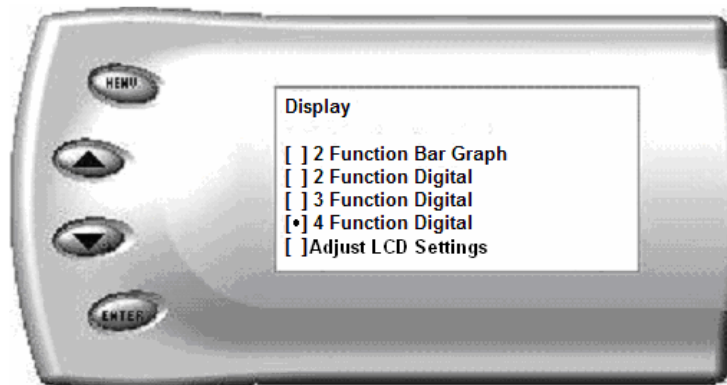 MENU
Display
[ ] 2 Function Bar Graph
[ ] 2 Function Digital
[ ] 3 Function Digital
[•] 4 Function Digital
[ ]Adjust LCD Settings
ENTER